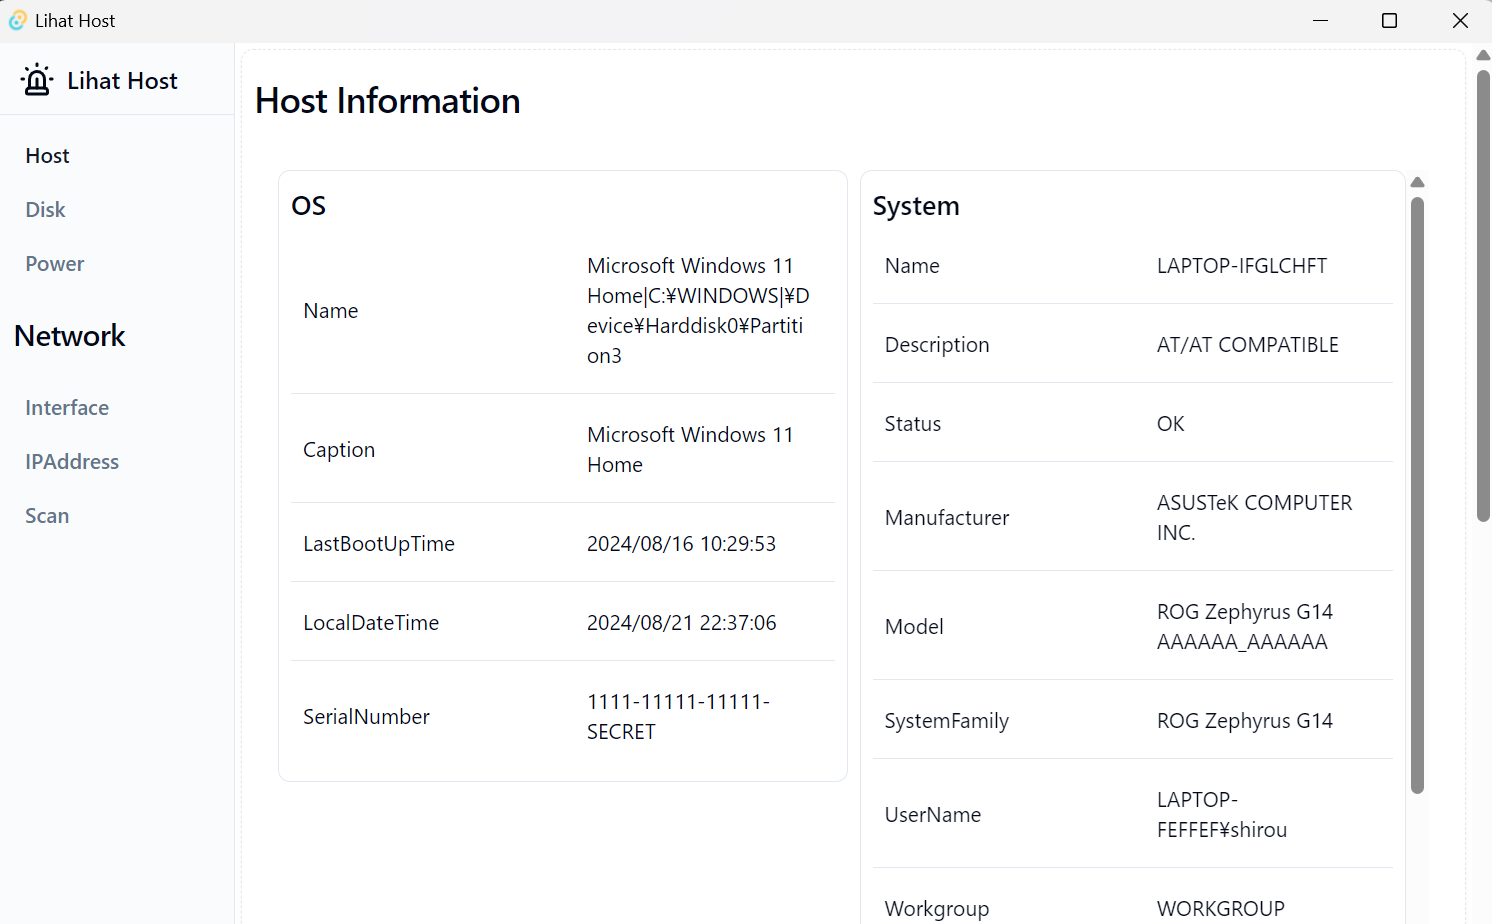 Lihat Host
Lihat Host
Host
Disk
Power
Network
Interface
IPAddress
Scan
Host Information
OS
Name
Microsoft Windows 11
Home|C:¥WINDOWS|¥D
evice¥Harddisk0¥Partiti
on3
Caption
Microsoft Windows 11
Home
LastBootUpTime
2024/08/16 10:29:53
LocalDateTime
2024/08/21 22:37:06
SerialNumber
1111-11111-11111-
SECRET
System
Name
LAPTOP-IFGLCHFT
Description
AT/AT COMPATIBLE
Status
OK
Manufacturer
ASUSTeK COMPUTER
INC.
Model
ROG Zephyrus G14
AAAAAA_AAAAAA
SystemFamily
ROG Zephyrus G14
UserName
LAPTOP-
FEFFEF¥shirou
Workgroup
WORKGROUP